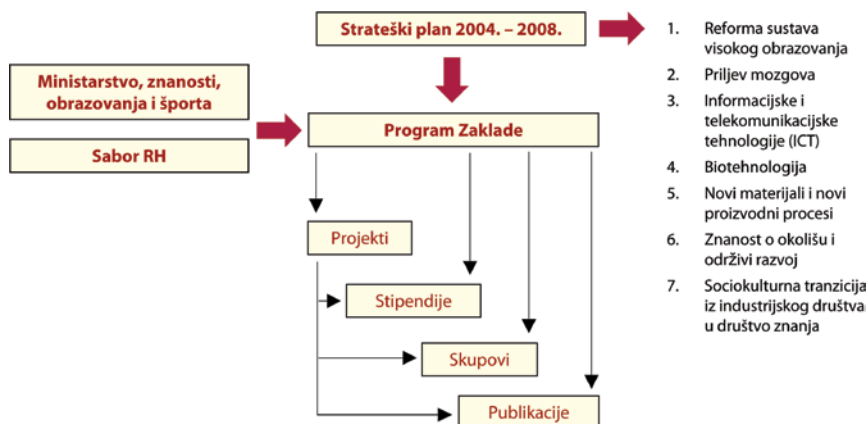 Strateški plan 2004. – 2008.
Ministarstvo, znanosti,
obrazovanja i športa
Sabor RH
Program Zaklade
Projekti
Stipendije
Skupovi
Publikacije
1. Reforma sustava
visokog obrazovanja
2. Priljev mozgova
3. Informacijske i
telekomunikacijske
tehnologije (ICT)
4. Biotehnologija
5. Novi materijali i novi
proizvodni procesi
6. Znanost o okolišu i
održivi razvoj
7. Sociokulturna tranzicija
iz industrijskog društva
u društvo znanja